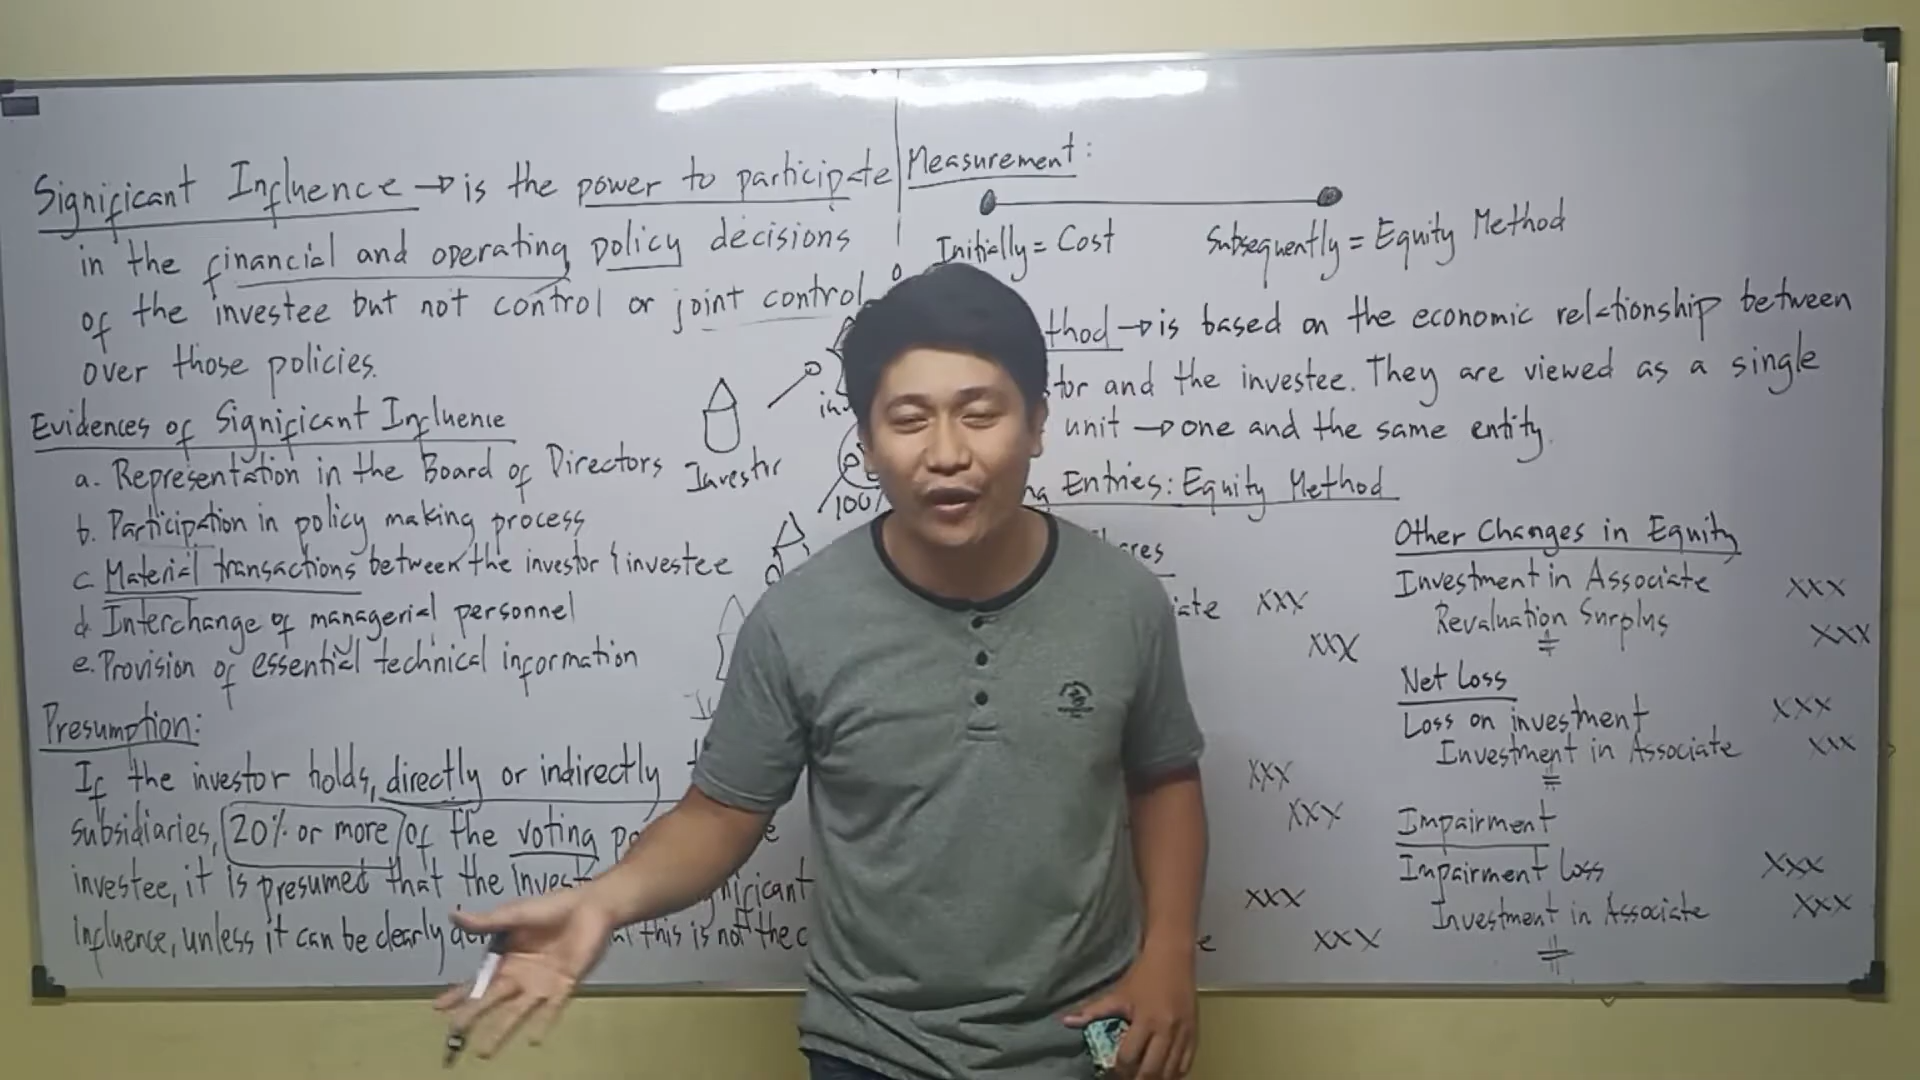 Significant Influence → is the power to participate
in the financial and operating policy decisions
of the investee but not control or joint control
over those policies.
Evidences of Significant Influence
a. Representation in the Board of Directors
b. Participation in policy making process
c. Material transactions between the investor & investee
d. Interchange of managerial personnel
e. Provision of essential technical information
Investor
100%
Presumption:
If the investor holds, directly or indirectly
subsidiaries, 20% or more of the voting
investee, it is presumed that the
Influence, unless it can be clearly this is not the
Measurement:
Initially = Cost
Subsequently = Equity Method
thod → is based on the economic relationship between
tor and the investee. They are viewed as a single
unit → one and the same entity.
Entries: Equity Method
ares
iate XXX
XXX
XXX
XXX
XXX
e XXX
Other Changes in Equity
Investment in Associate XXX
Revaluation Surplus XXX
Net Loss
Loss on investment XXX
Investment in Associate XXX
Impairment
Impairment Loss XXX
Investment in Associate XXX